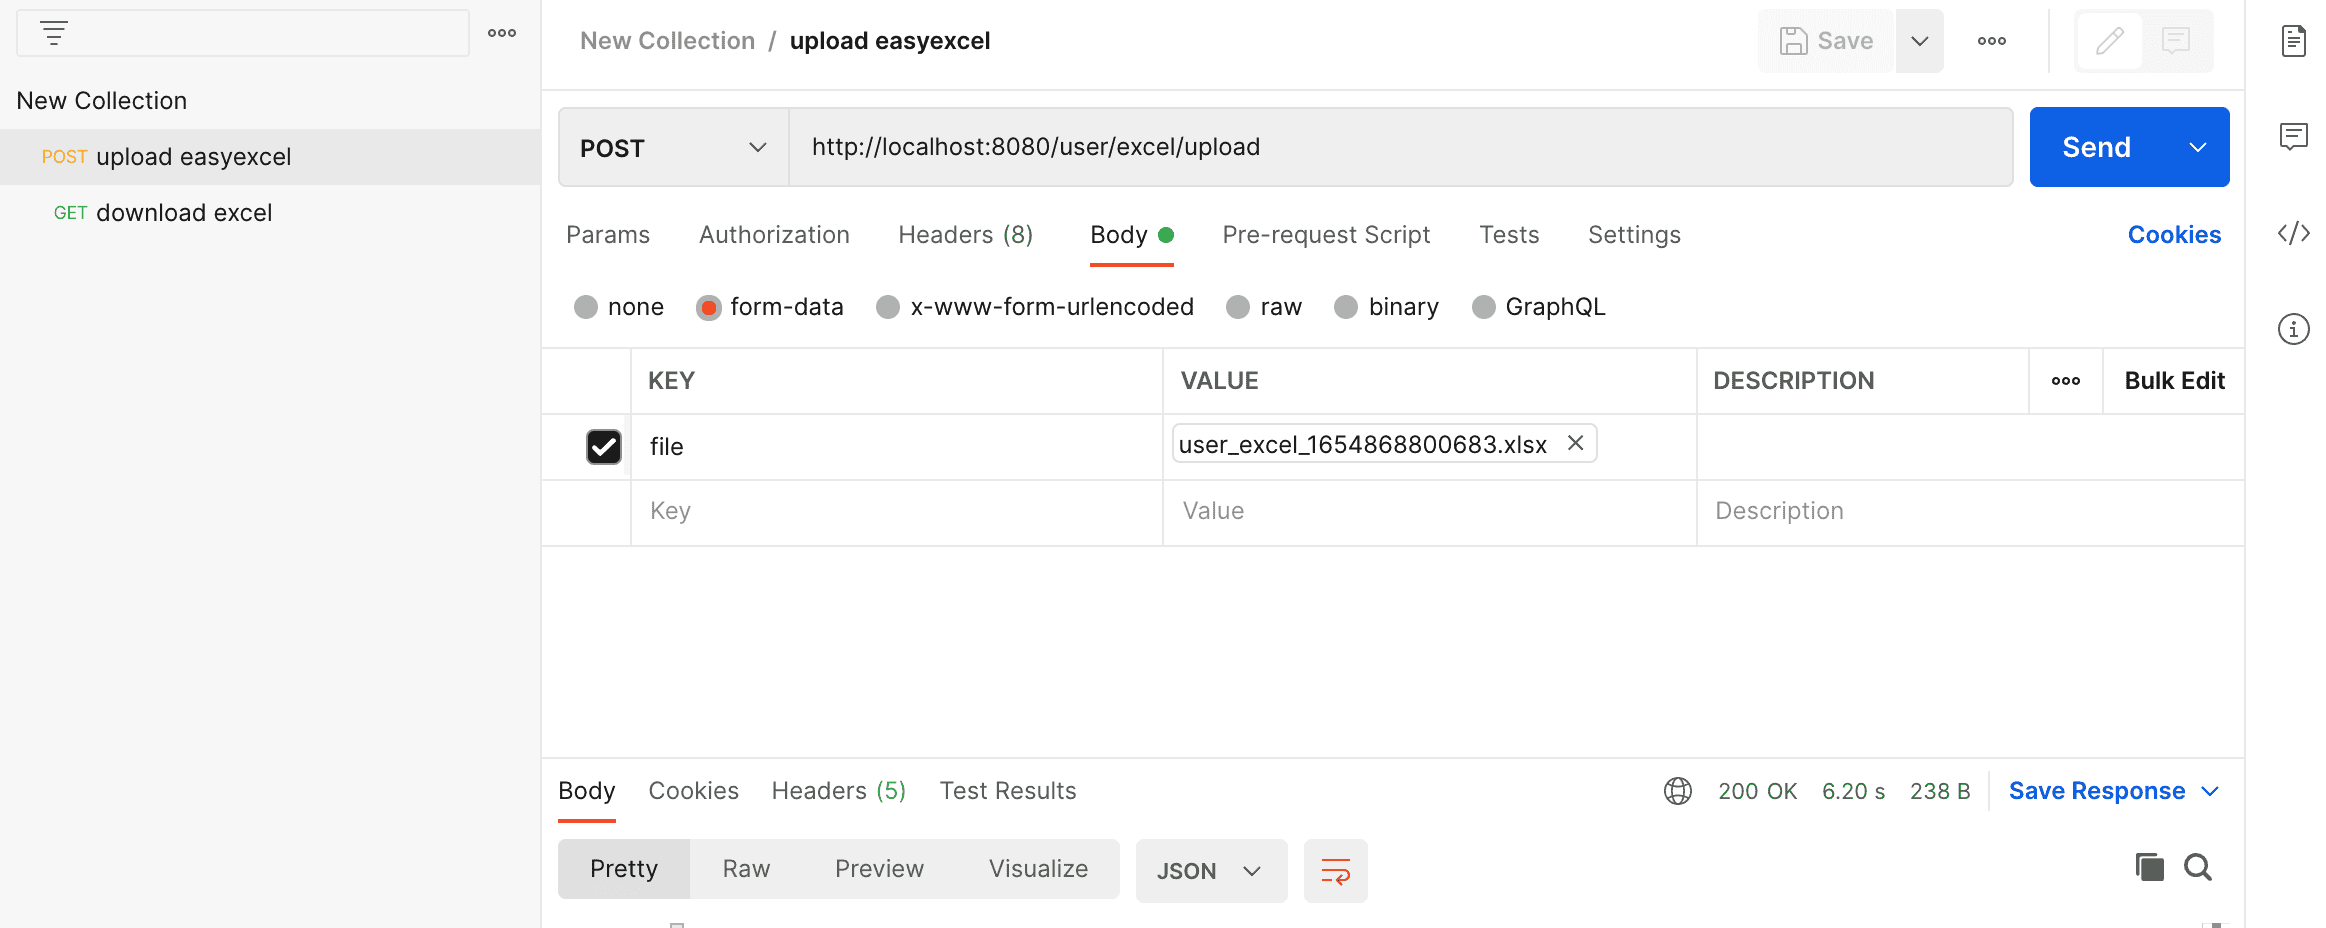 New Collection / upload easyexcel
Save
New Collection
POST upload easyexcel
GET download excel
POST
http://localhost:8080/user/excel/upload
Send
Params Authorization Headers (8) Body Pre-request Script Tests Settings Cookies
none form-data x-www-form-urlencoded raw binary GraphQL
KEY VALUE DESCRIPTION Bulk Edit
file user_excel_1654868800683.xlsx
Key Value Description
Body Cookies Headers (5) Test Results 200 OK 6.20 s 238 B Save Response
Pretty Raw Preview Visualize JSON